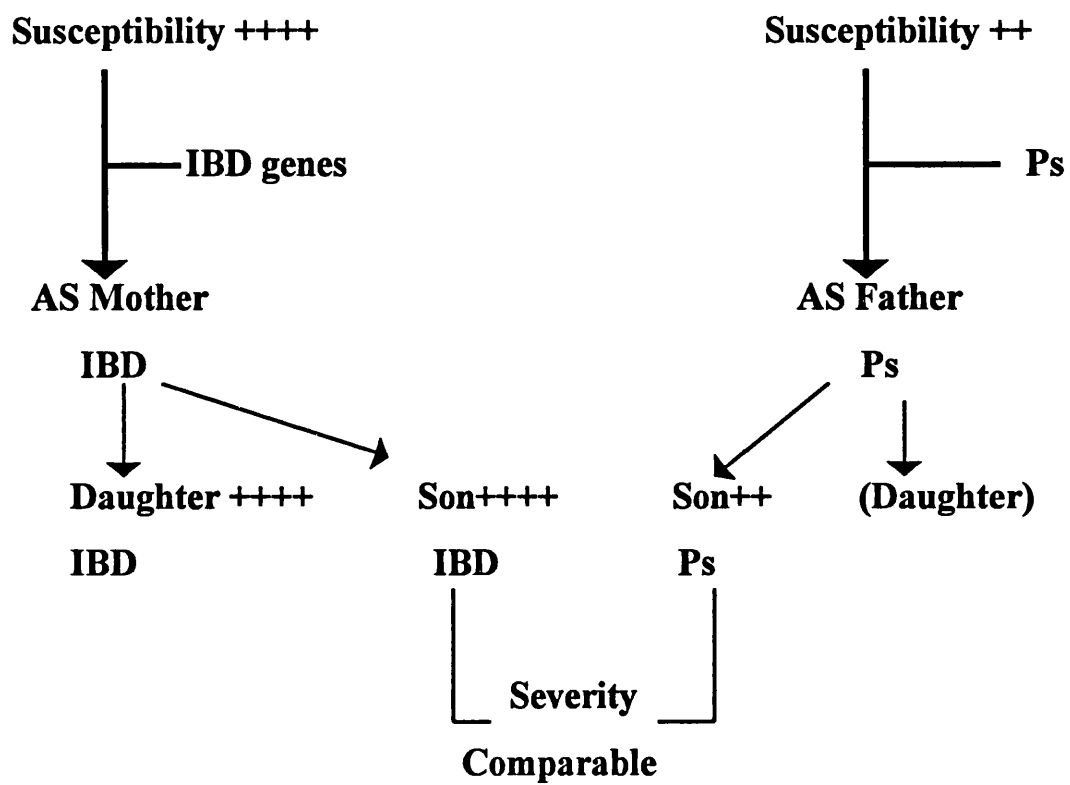 Susceptibility ++++
Susceptibility ++
IBD genes
Ps
AS Mother
AS Father
IBD
Ps
Daughter ++++
Son++++
Son++
(Daughter)
IBD
IBD
Ps
Severity
Comparable